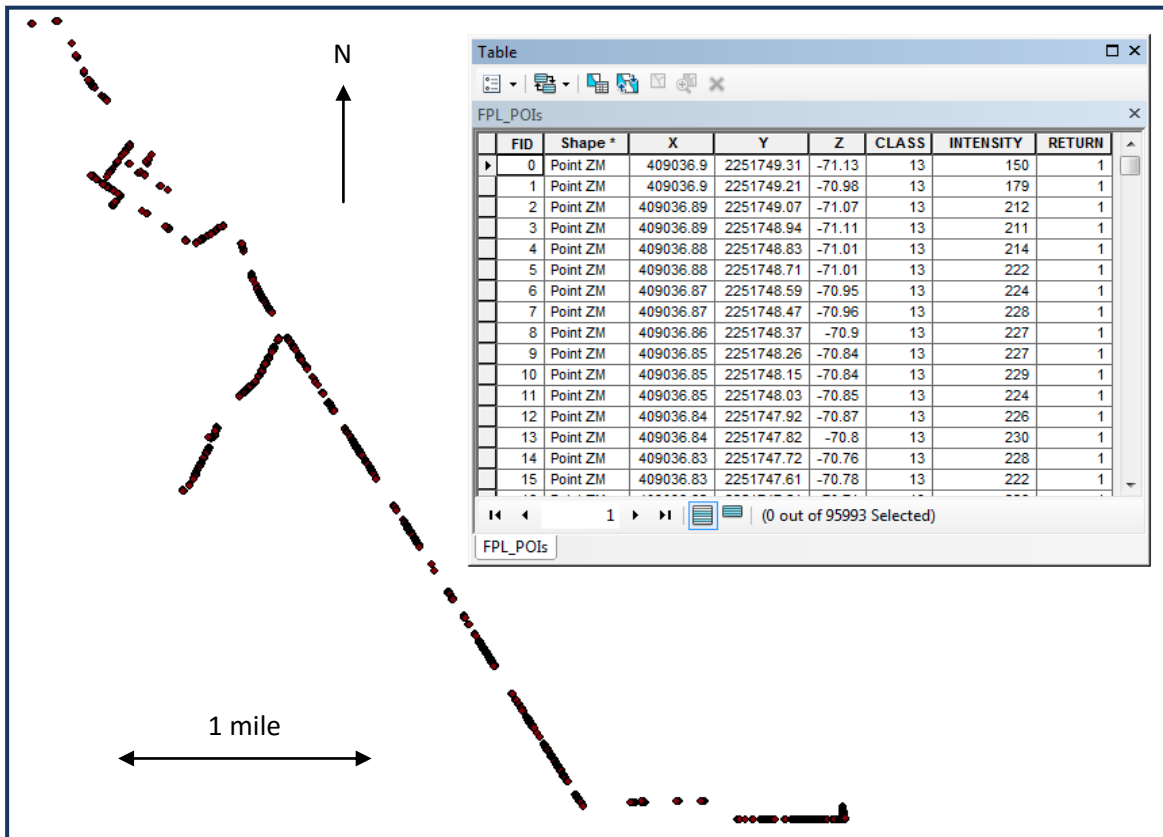 N
1 mile
Table
FPL_POIs
FID Shape * X Y Z CLASS INTENSITY RETURN
0 Point ZM 409036.9 2251749.31 -71.13 13 150 1
1 Point ZM 409036.9 2251749.21 -70.98 13 179 1
2 Point ZM 409036.89 2251749.07 -71.07 13 212 1
3 Point ZM 409036.89 2251748.94 -71.11 13 211 1
4 Point ZM 409036.88 2251748.83 -71.01 13 214 1
5 Point ZM 409036.88 2251748.71 -71.01 13 222 1
6 Point ZM 409036.87 2251748.59 -70.95 13 224 1
7 Point ZM 409036.87 2251748.47 -70.96 13 228 1
8 Point ZM 409036.86 2251748.37 -70.9 13 227 1
9 Point ZM 409036.85 2251748.26 -70.84 13 227 1
10 Point ZM 409036.85 2251748.15 -70.84 13 229 1
11 Point ZM 409036.85 2251748.03 -70.85 13 224 1
12 Point ZM 409036.84 2251747.92 -70.87 13 226 1
13 Point ZM 409036.84 2251747.82 -70.8 13 230 1
14 Point ZM 409036.83 2251747.72 -70.76 13 228 1
15 Point ZM 409036.83 2251747.61 -70.78 13 222 1
1 (0 out of 95993 Selected)
FPL_POIs